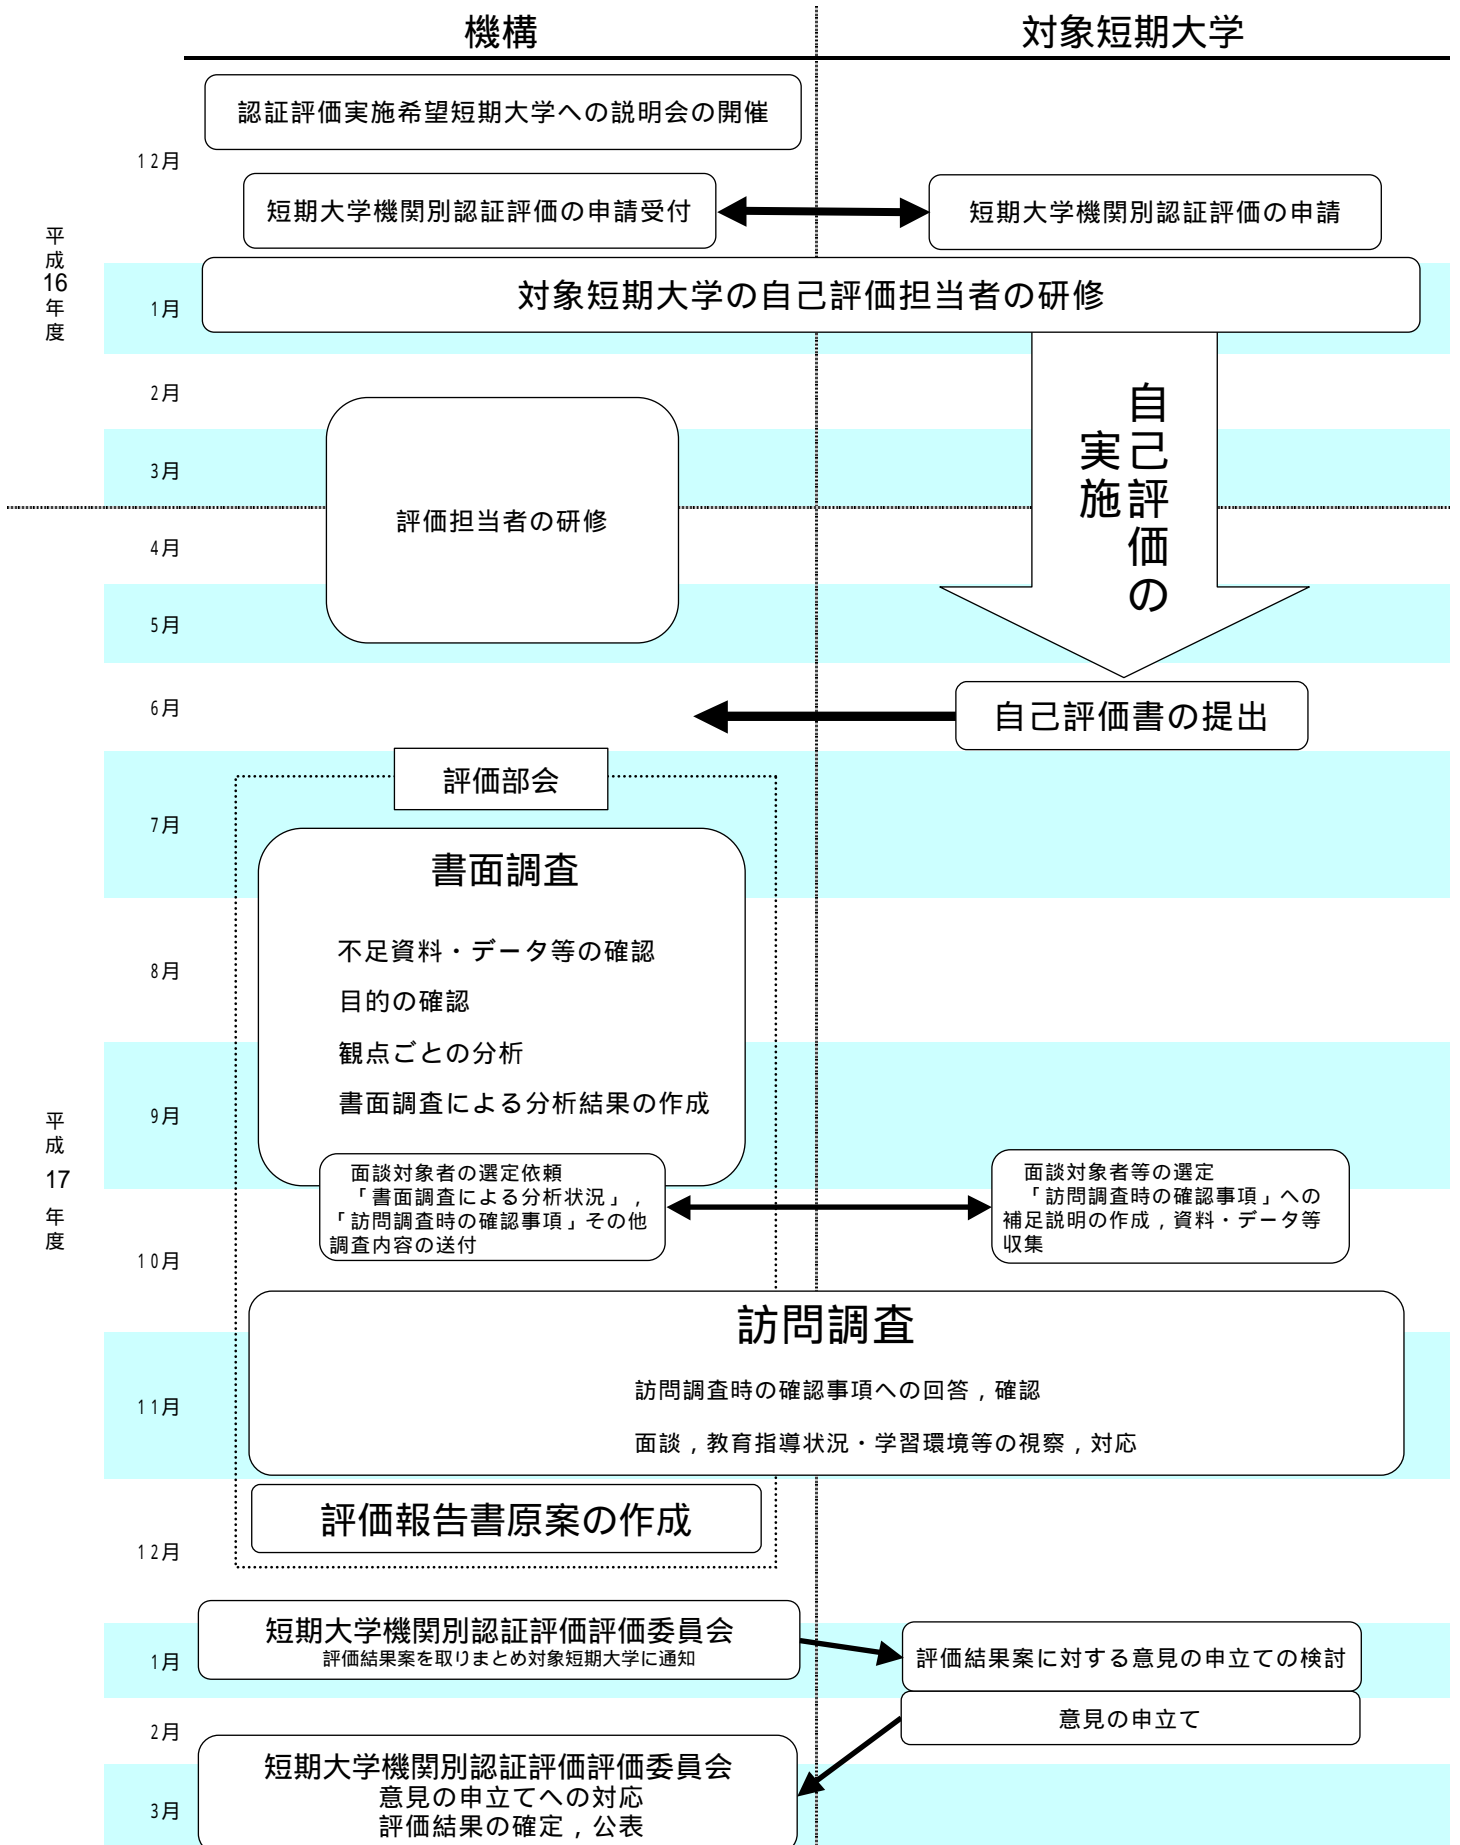 機構
対象短期大学
平成16年度
12月
認証評価実施希望短期大学への説明会の開催
短期大学機関別認証評価の申請受付
短期大学機関別認証評価の申請
1月
対象短期大学の自己評価担当者の研修
2月
3月
自己評価の
実施
評価担当者の研修
平成17年度
4月
5月
6月
自己評価書の提出
評価部会
7月
書面調査
不足資料・データ等の確認
8月
目的の確認
観点ごとの分析
書面調査による分析結果の作成
9月
面談対象者の選定依頼
「書面調査による分析状況」,
「訪問調査時の確認事項」その他
調査内容の送付
面談対象者等の選定
「訪問調査時の確認事項」への
補足説明の作成,資料・データ等
収集
10月
訪問調査
訪問調査時の確認事項への回答,確認
11月
面談,教育指導状況・学習環境等の視察,対応
評価報告書原案の作成
12月
短期大学機関別認証評価評価委員会
評価結果案を取りまとめ対象短期大学に通知
1月
評価結果案に対する意見の申立ての検討
意見の申立て
2月
短期大学機関別認証評価評価委員会
意見の申立てへの対応
評価結果の確定,公表
3月